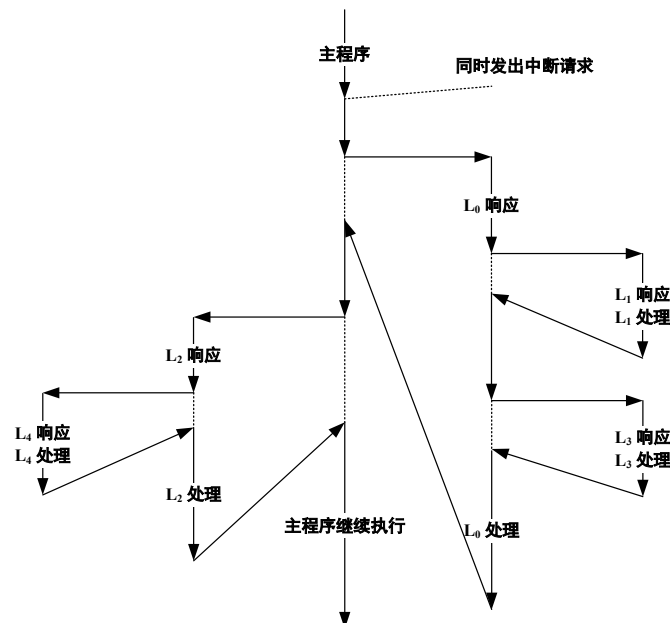 主程序
同时发出中断请求
L₀ 响应
L₁ 响应
L₁ 处理
L₂ 响应
L₄ 响应
L₄ 处理
L₃ 响应
L₃ 处理
L₂ 处理
主程序继续执行
L₀ 处理